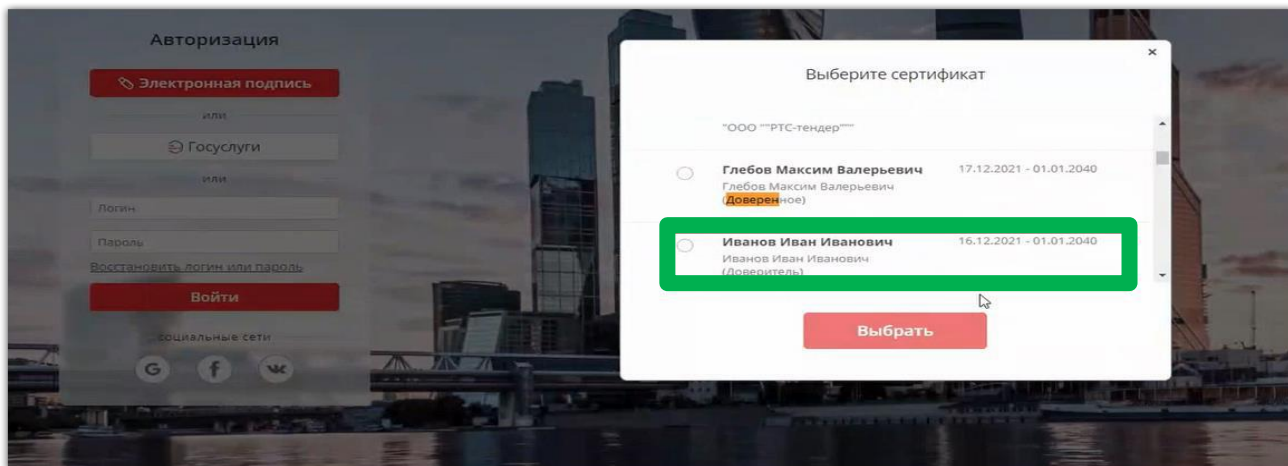 Авторизация
Электронная подпись
или
Госуслуги
или
Логин
Пароль
Восстановить логин или пароль
Войти
социальные сети
G f
Выберите сертификат
"ООО ""РТС-тендер"""
Глебов Максим Валерьевич 17.12.2021 - 01.01.2040
Глебов Максим Валерьевич
(Доверенное)
Иванов Иван Иванович 16.12.2021 - 01.01.2040
Иванов Иван Иванович
(Доверитель)
Выбрать